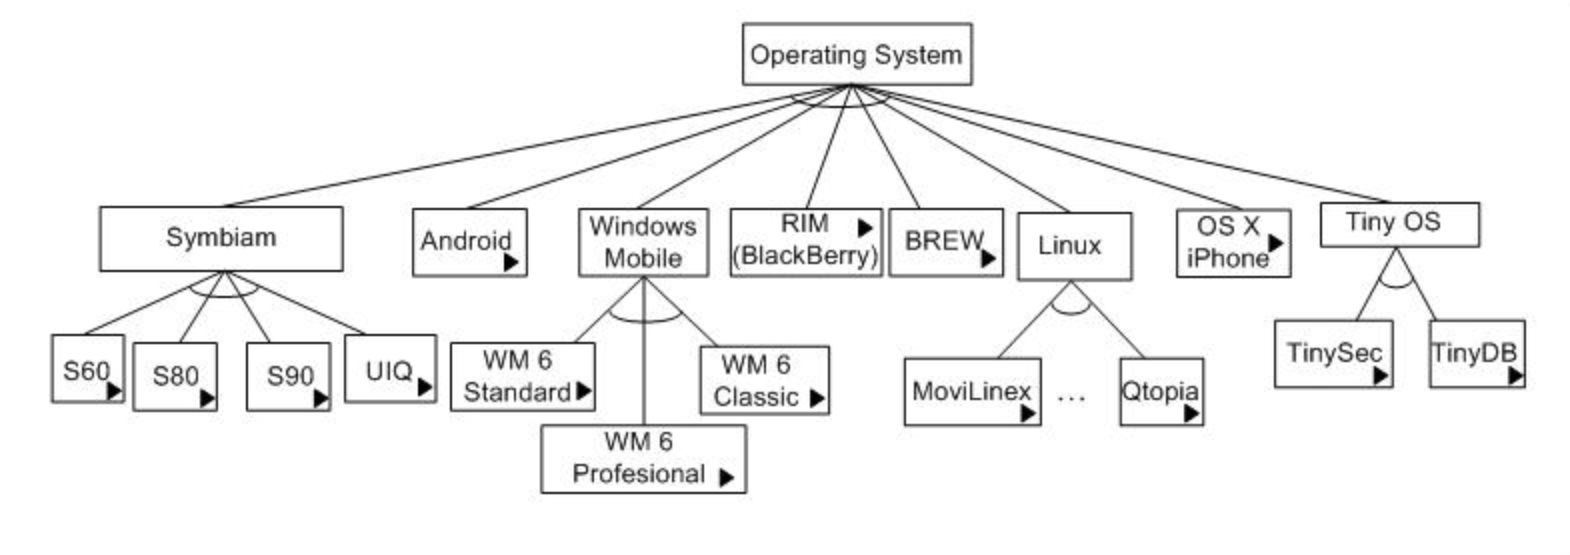 Operating System
Symbiam
Android
Windows
Mobile
RIM
(BlackBerry)
BREW
Linux
OS X
iPhone
Tiny OS
S60
S80
S90
UIQ
WM 6
Standard
WM 6
Profesional
WM 6
Classic
MoviLinex
...
Qtopia
TinySec
TinyDB